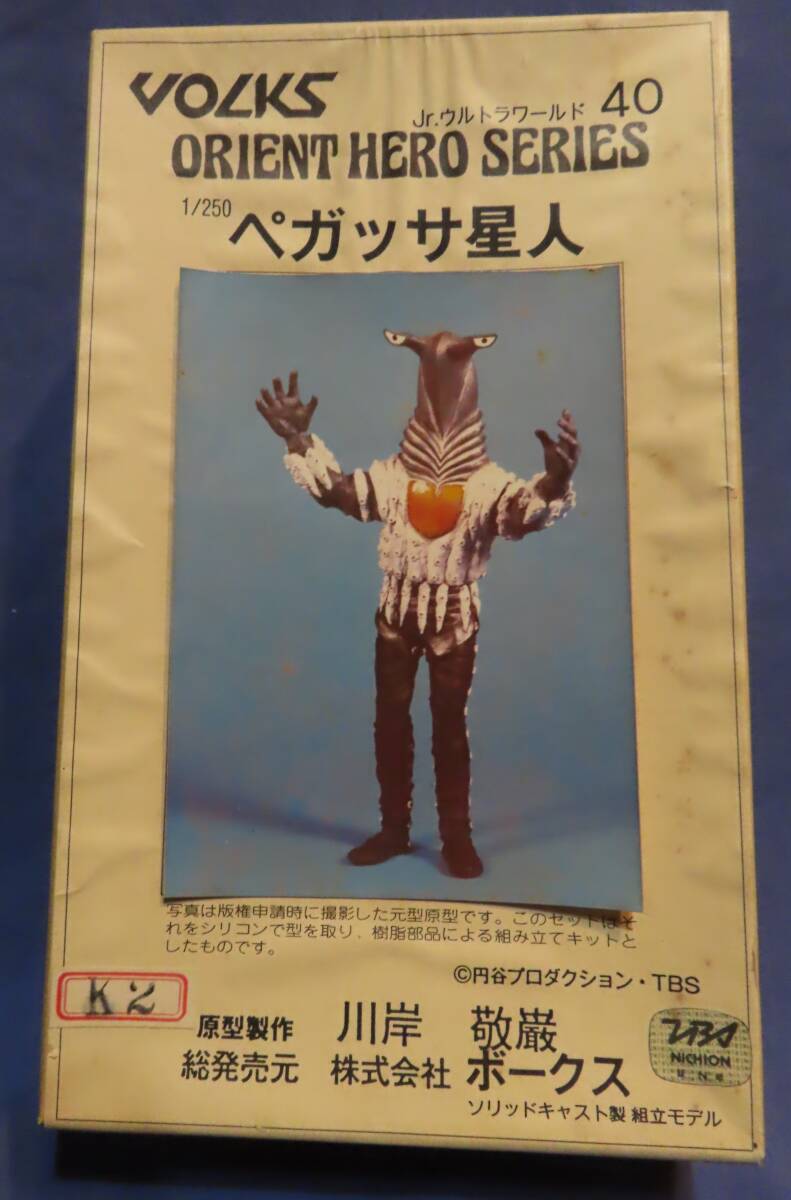 VOLKS
Jr.ウルトラワールド 40
ORIENT HERO SERIES
1/250 ペガッサ星人
写真は版権申請時に撮影した元型原型です。このセットはそ
れをシリコンで型を取り、樹脂部品による組み立てキットと
したものです。
©円谷プロダクション・TBS
K2
原型製作 川岸 敬厳
総発売元 株式会社 ボークス
ソリッドキャスト製 組立モデル
TBS
NICHION